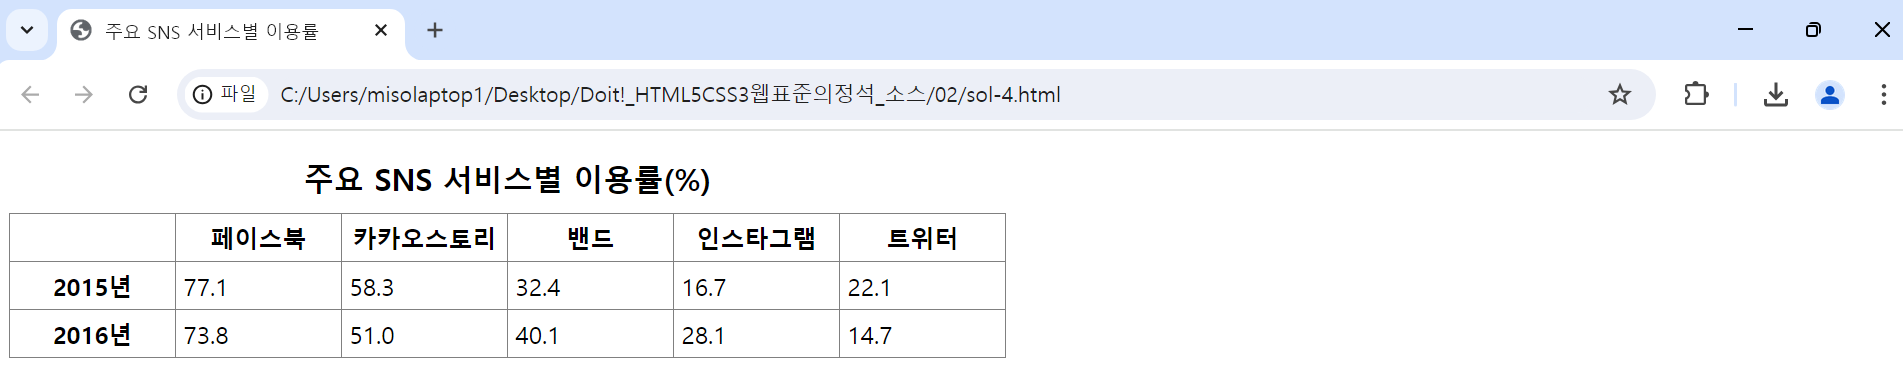 주요 SNS 서비스별 이용률
파일 C:/Users/misolaptop1/Desktop/Doit!_HTML5CSS3웹표준의정석_소스/02/sol-4.html
주요 SNS 서비스별 이용률(%)
페이스북 카카오스토리 밴드 인스타그램 트위터
2015년 77.1 58.3 32.4 16.7 22.1
2016년 73.8 51.0 40.1 28.1 14.7